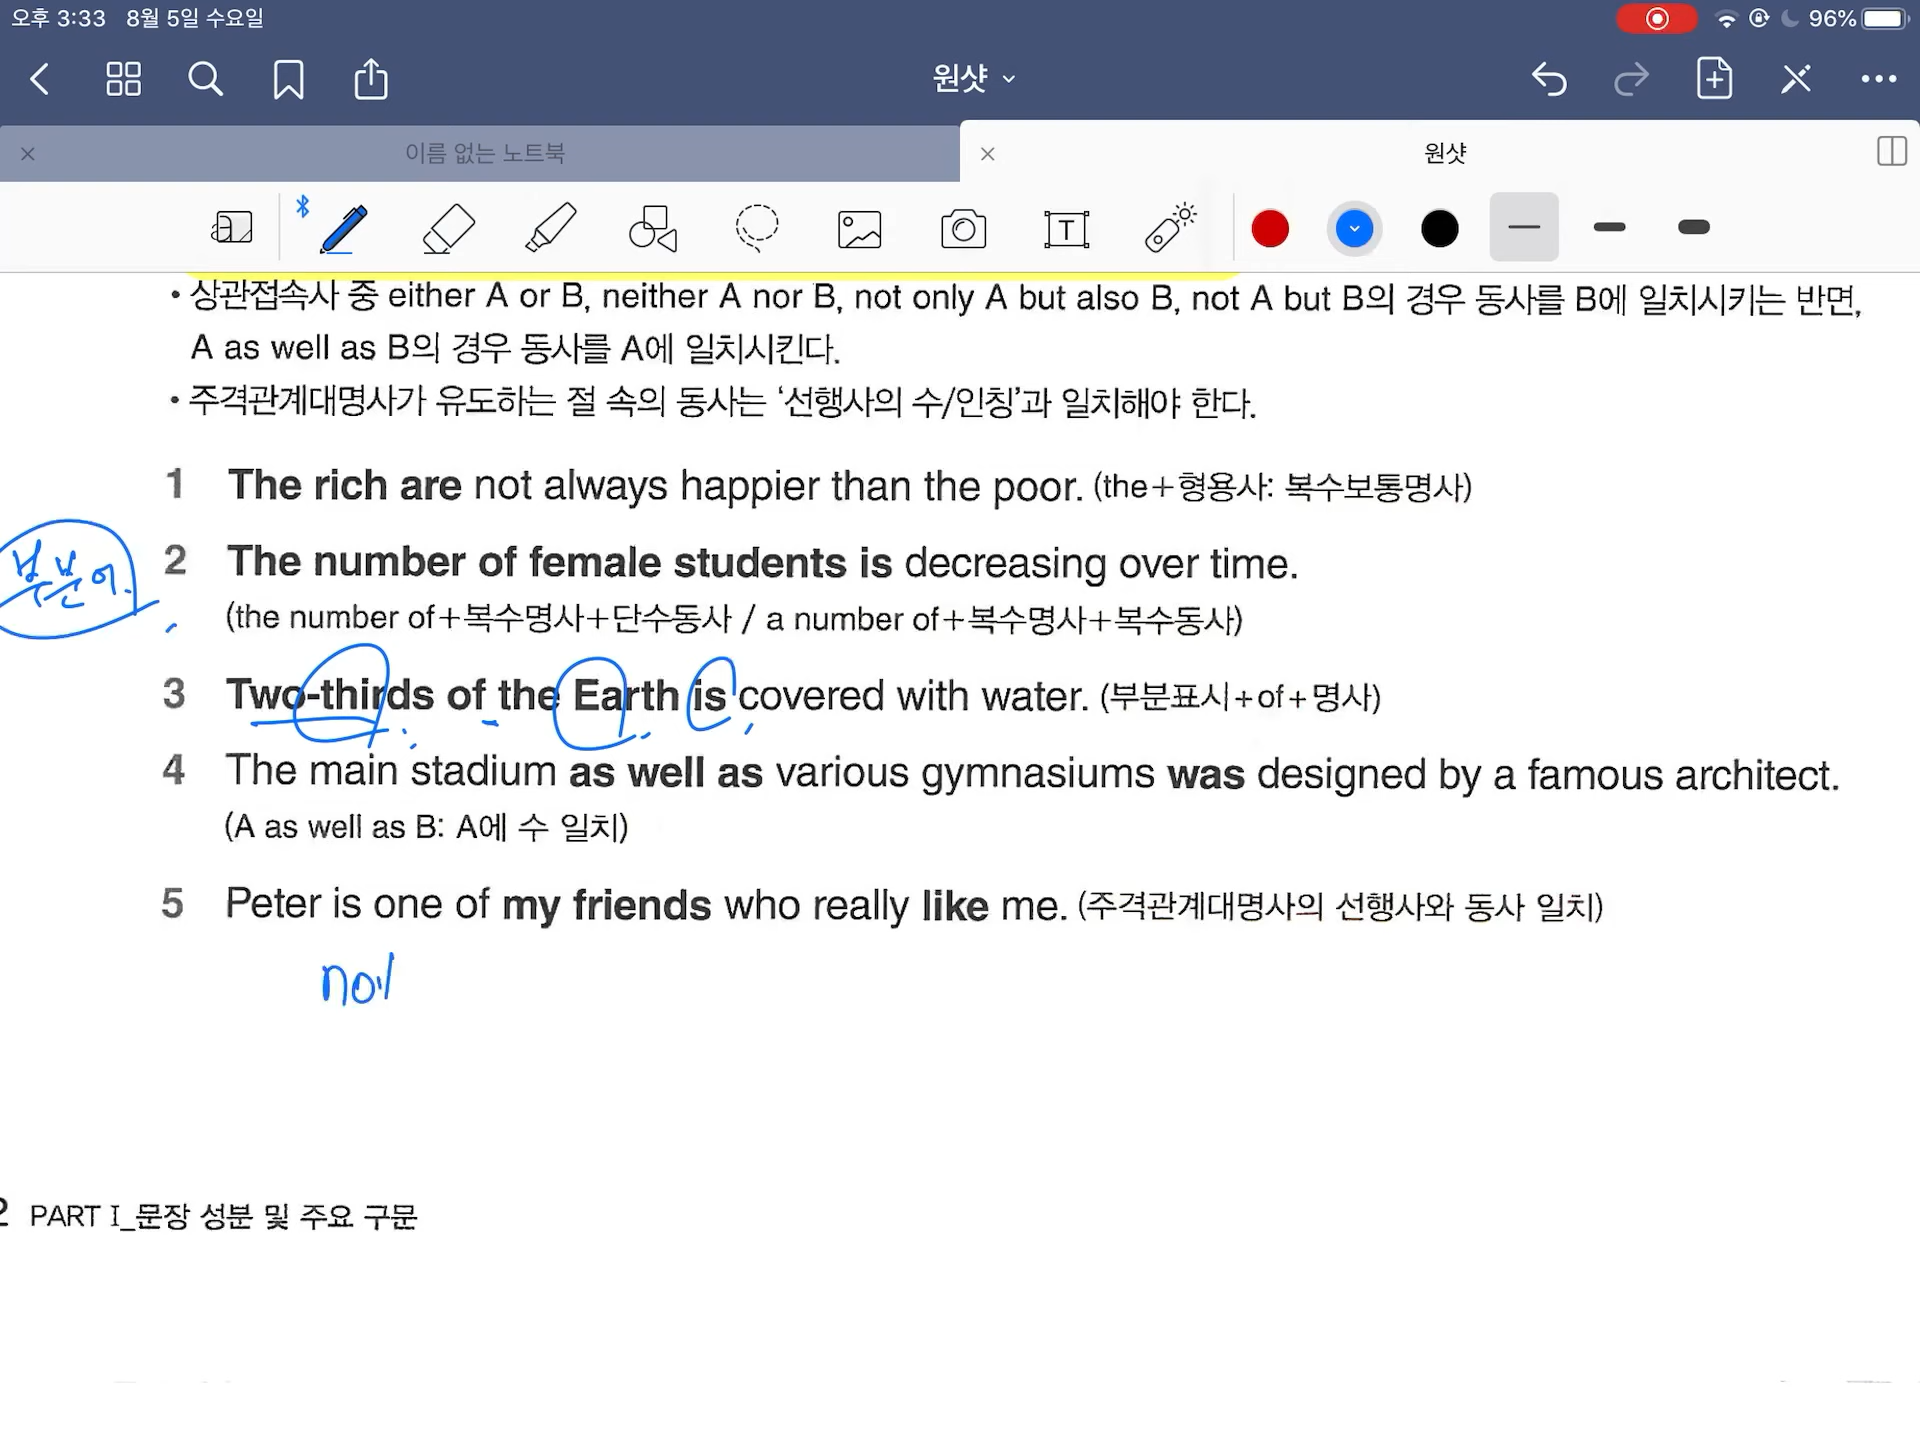 오후 3:33 8월 5일 수요일 96%
원샷
이름 없는 노트북 원샷
• 상관접속사 중 either A or B, neither A nor B, not only A but also B, not A but B의 경우 동사를 B에 일치시키는 반면,
A as well as B의 경우 동사를 A에 일치시킨다.
• 주격관계대명사가 유도하는 절 속의 동사는 ‘선행사의 수/인칭’과 일치해야 한다.
1 The rich are not always happier than the poor. (the+형용사: 복수보통명사)
부분어.
2 The number of female students is decreasing over time.
(the number of+복수명사+단수동사 / a number of+복수명사+복수동사)
3 Two-thirds of the Earth is covered with water. (부분표시+of+명사)
4 The main stadium as well as various gymnasiums was designed by a famous architect.
(A as well as B: A에 수 일치)
5 Peter is one of my friends who really like me. (주격관계대명사의 선행사와 동사 일치)
2 PART I_문장 성분 및 주요 구문